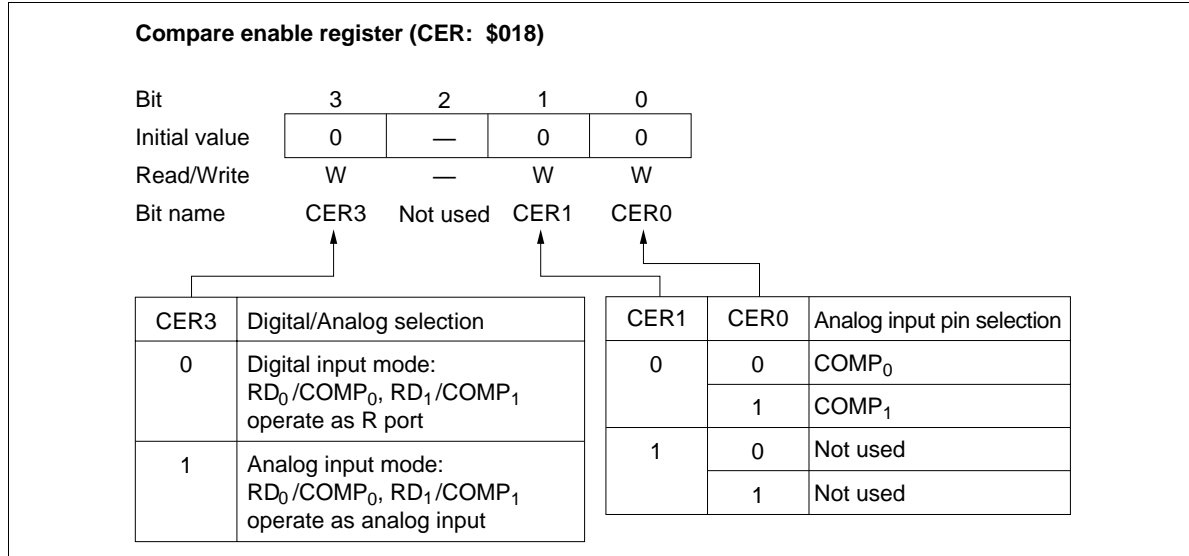 Compare enable register (CER: $018)
Bit 3 2 1 0
Initial value 0 — 0 0
Read/Write W — W W
Bit name CER3 Not used CER1 CER0
CER3 Digital/Analog selection
0 Digital input mode:
RD0/COMP0, RD1/COMP1
operate as R port
1 Analog input mode:
RD0/COMP0, RD1/COMP1
operate as analog input
CER1 CER0 Analog input pin selection
0 0 COMP0
1 COMP1
1 0 Not used
1 Not used